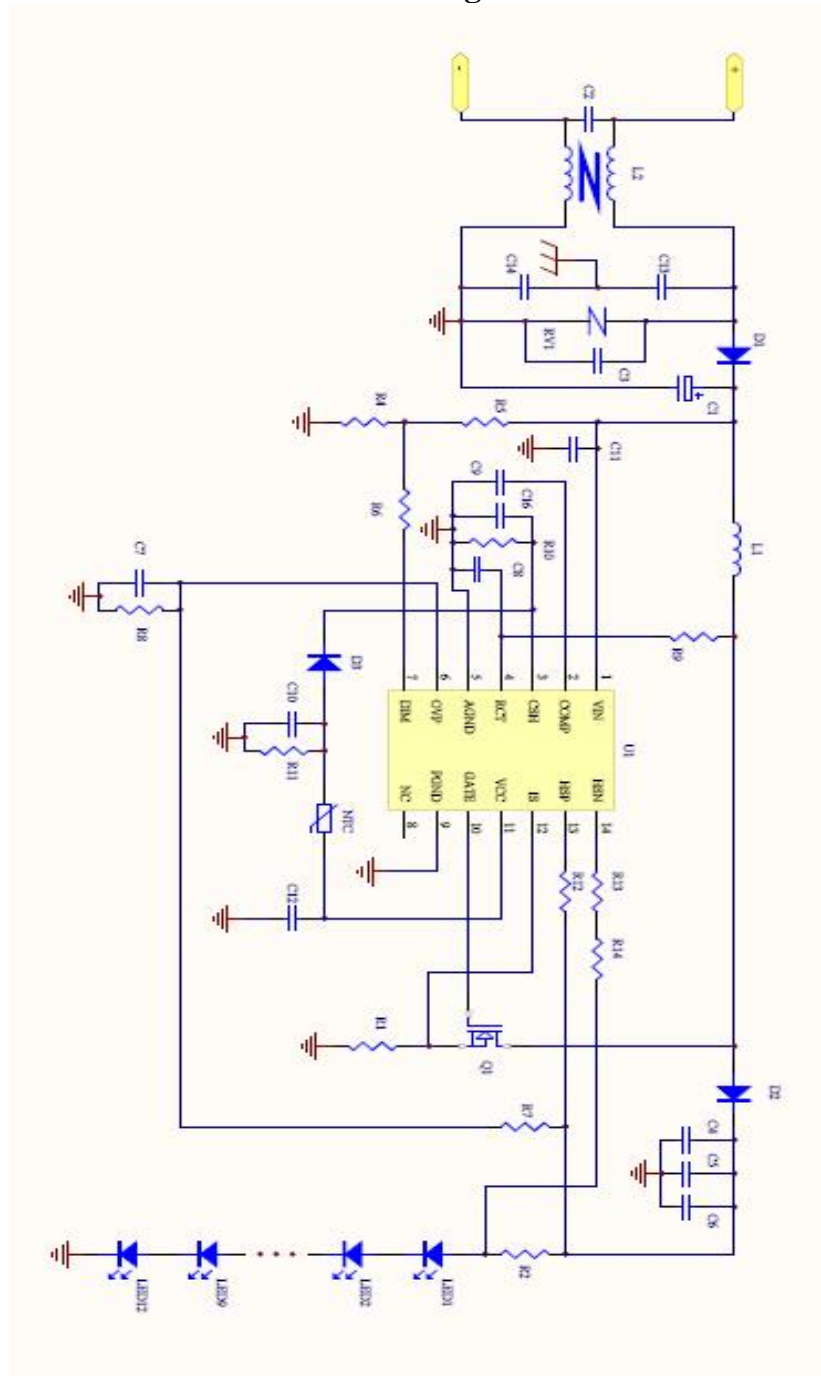 g
-
+
C2
L2
C14
C13
RV1
C3
D1
C1
R4
R5
C11
C9
C16
R10
C8
R6
L1
R9
C7
R8
D3
C10
R11
NTC
C12
U1
7
6
5
4
3
2
1
DIM
OVP
AGND
RCT
CSH
COMP
VIN
NC
PGND
GATE
VCC
IS
HSP
HSN
8
9
10
11
12
13
14
R12
R13
R14
R1
Q1
D2
R7
C4
C5
C6
R2
LED12
LED9
LED2
LED1